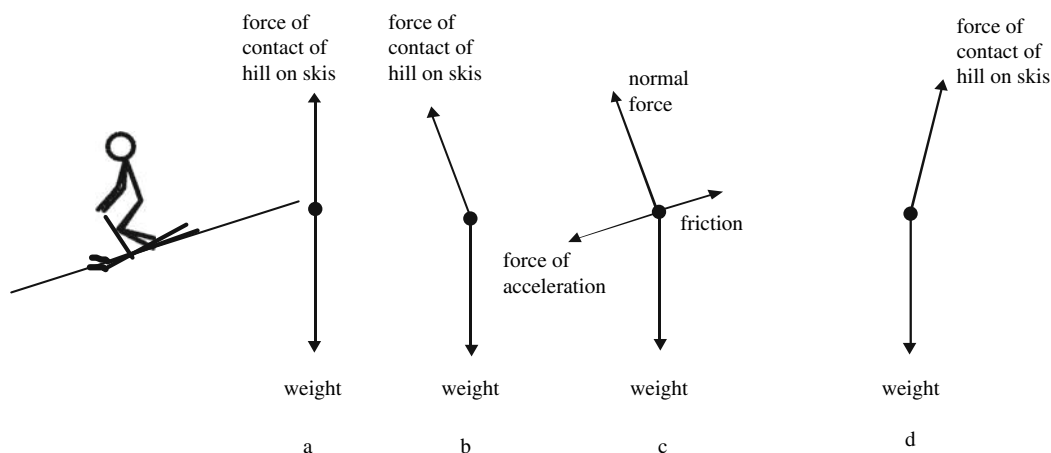 force of
contact of
hill on skis
force of
contact of
hill on skis
normal
force
force of
contact of
hill on skis
friction
force of
acceleration
weight
weight
weight
weight
a
b
c
d